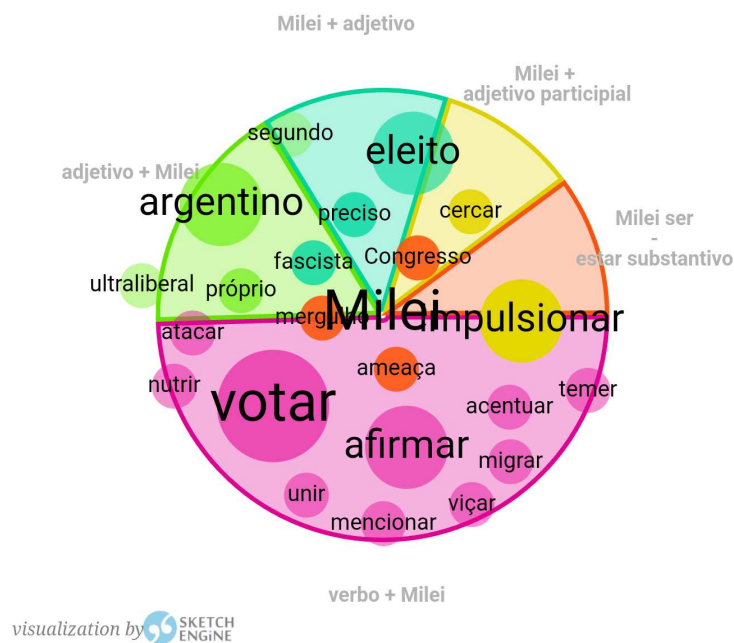 Milei + adjetivo
Milei +
adjetivo participial
segundo
eleito
adjetivo + Milei
argentino
preciso
cercar
Milei ser
-
estar substantivo
fascista
Congresso
ultraliberal
próprio
mergulho
Milei
impulsionar
atacar
ameaça
nutrir
temer
votar
acentuar
afirmar
migrar
unir
viçar
mencionar
verbo + Milei
visualization by SKETCH
ENGINE